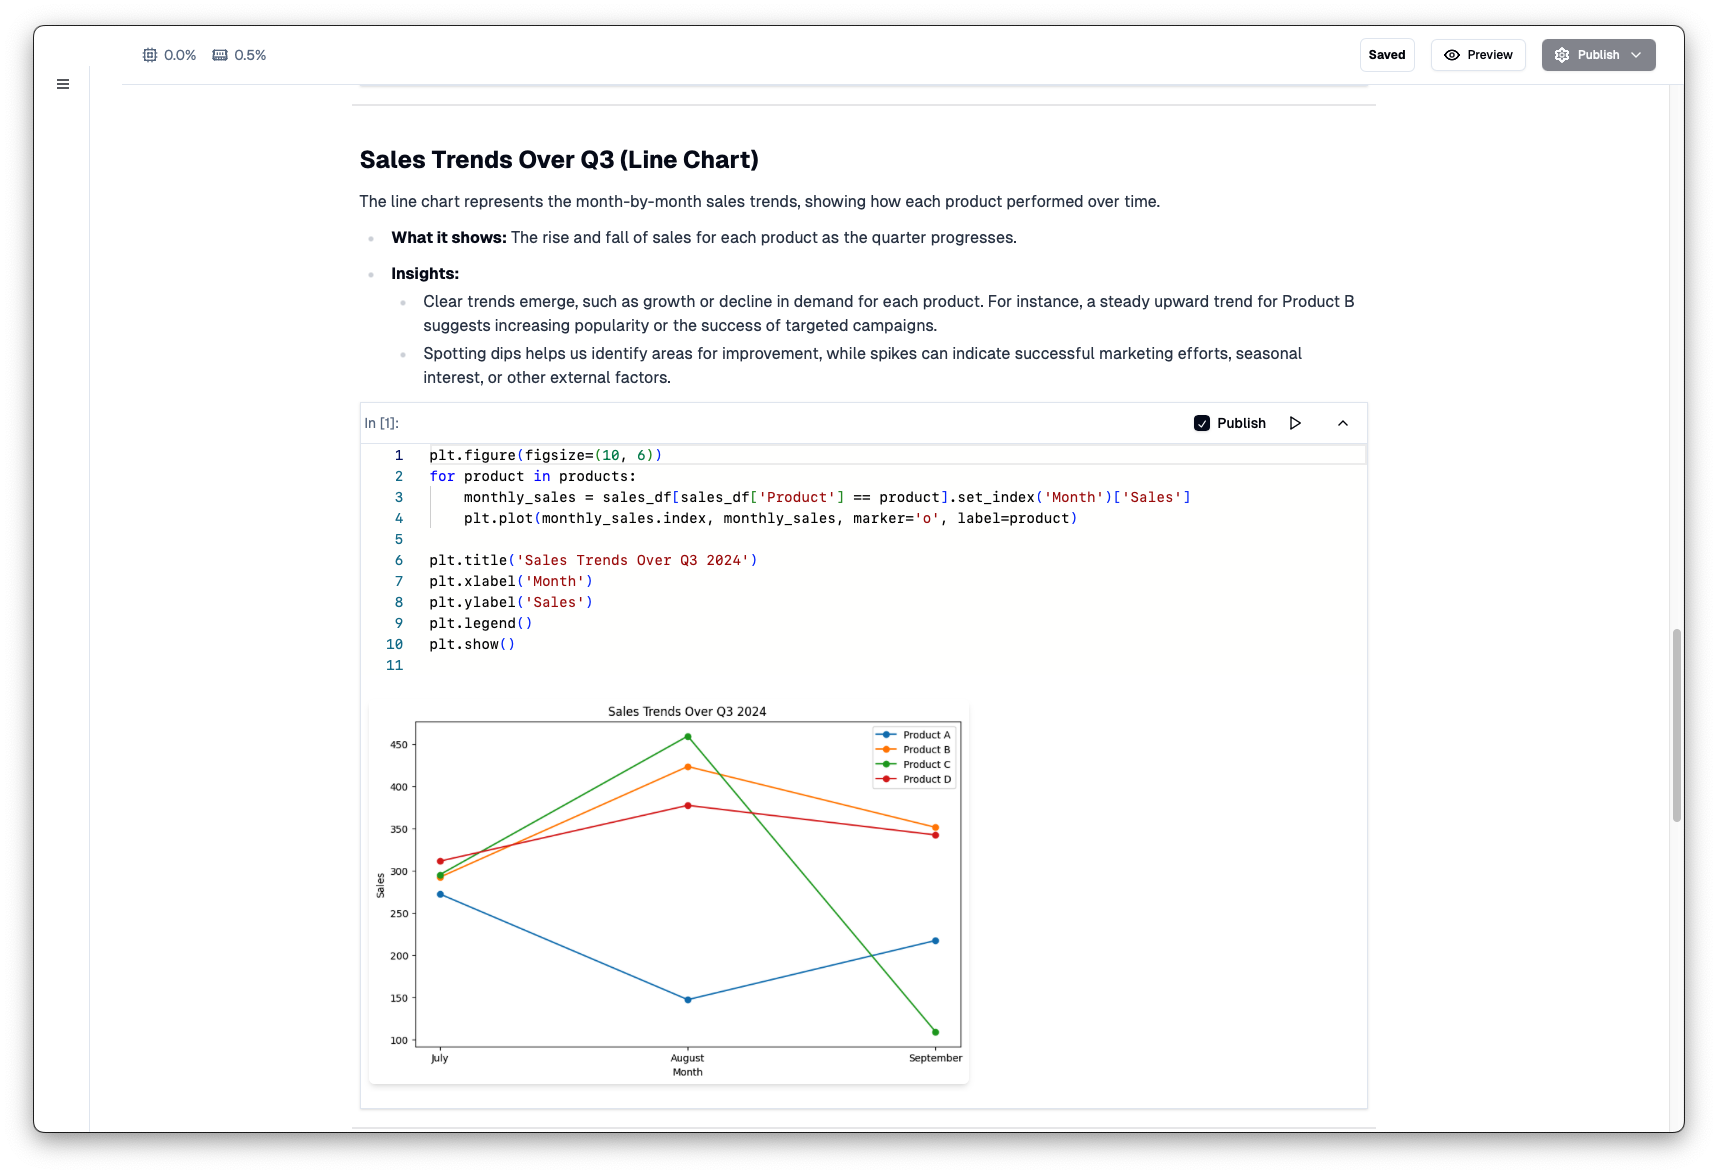 0.0% 0.5% Saved Preview Publish
Sales Trends Over Q3 (Line Chart)
The line chart represents the month-by-month sales trends, showing how each product performed over time.
What it shows: The rise and fall of sales for each product as the quarter progresses.
Insights:
Clear trends emerge, such as growth or decline in demand for each product. For instance, a steady upward trend for Product B
suggests increasing popularity or the success of targeted campaigns.
Spotting dips helps us identify areas for improvement, while spikes can indicate successful marketing efforts, seasonal
interest, or other external factors.
In [1]: Publish
1 plt.figure(figsize=(10, 6))
2 for product in products:
3     monthly_sales = sales_df[sales_df['Product'] == product].set_index('Month')['Sales']
4     plt.plot(monthly_sales.index, monthly_sales, marker='o', label=product)
5
6 plt.title('Sales Trends Over Q3 2024')
7 plt.xlabel('Month')
8 plt.ylabel('Sales')
9 plt.legend()
10 plt.show()
11
Sales Trends Over Q3 2024
Product A
Product B
Product C
Product D
450
400
350
300
250
200
150
100
Sales
July August September
Month